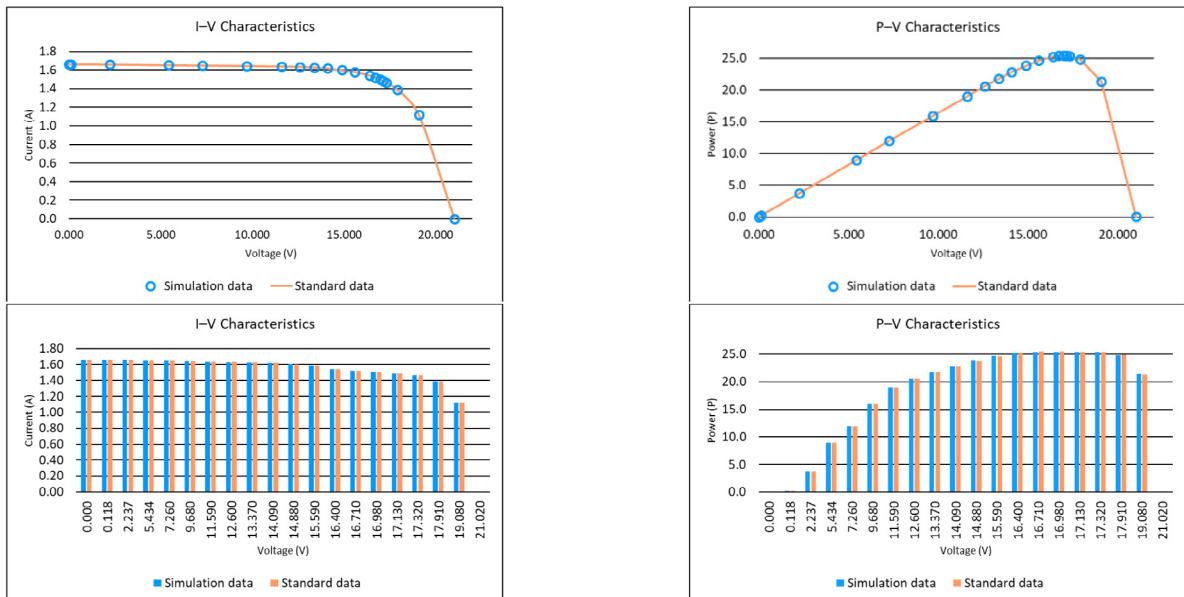 I–V Characteristics
1.8
1.6
1.4
1.2
1.0
0.8
0.6
0.4
0.2
0.0
Current (A)
0.000 5.000 10.000 15.000 20.000
Voltage (V)
Simulation data Standard data
P–V Characteristics
25.0
20.0
15.0
10.0
5.0
0.0
Power (P)
0.000 5.000 10.000 15.000 20.000
Voltage (V)
Simulation data Standard data
I–V Characteristics
1.80
1.60
1.40
1.20
1.00
0.80
0.60
0.40
0.20
0.00
Current (A)
0.000 0.118 2.237 5.434 7.260 9.680 11.590 12.600 13.370 14.090 14.880 15.590 16.400 16.710 16.980 17.130 17.320 17.910 19.080 21.020
Voltage (V)
Simulation data Standard data
P–V Characteristics
25.0
20.0
15.0
10.0
5.0
0.0
Power (P)
0.000 0.118 2.237 5.434 7.260 9.680 11.590 12.600 13.370 14.090 14.880 15.590 16.400 16.710 16.980 17.130 17.320 17.910 19.080 21.020
Voltage (V)
Simulation data Standard data